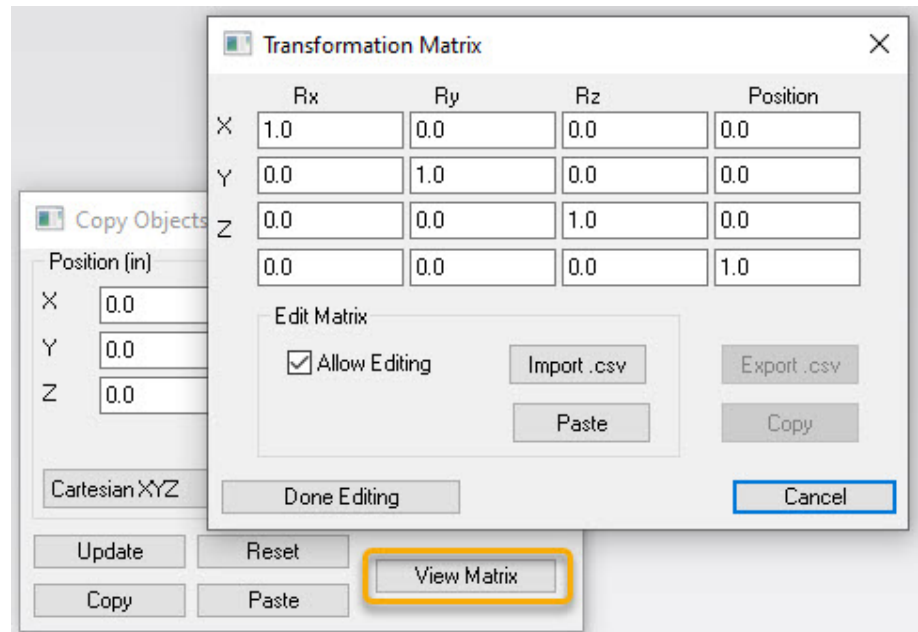 Transformation Matrix
Rx Ry Rz Position
X 1.0 0.0 0.0 0.0
Y 0.0 1.0 0.0 0.0
Z 0.0 0.0 1.0 0.0
0.0 0.0 0.0 1.0
Edit Matrix
Allow Editing Import .csv Export .csv
Paste Copy
Done Editing Cancel
Copy Objects
Position (in)
X 0.0
Y 0.0
Z 0.0
Cartesian XYZ
Update Reset View Matrix
Copy Paste